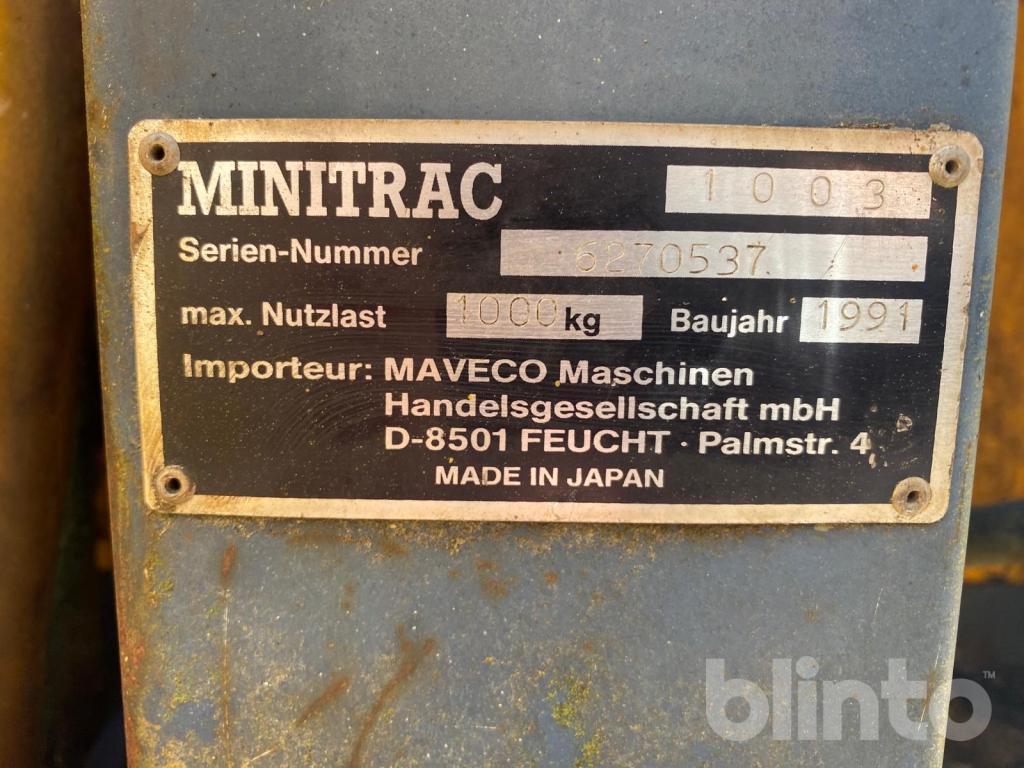 MINITRAC 1003
Serien-Nummer 6270537 /
max. Nutzlast 1000 kg Baujahr 1991
Importeur: MAVECO Maschinen
Handelsgesellschaft mbH
D-8501 FEUCHT · Palmstr. 4
MADE IN JAPAN
blinto™